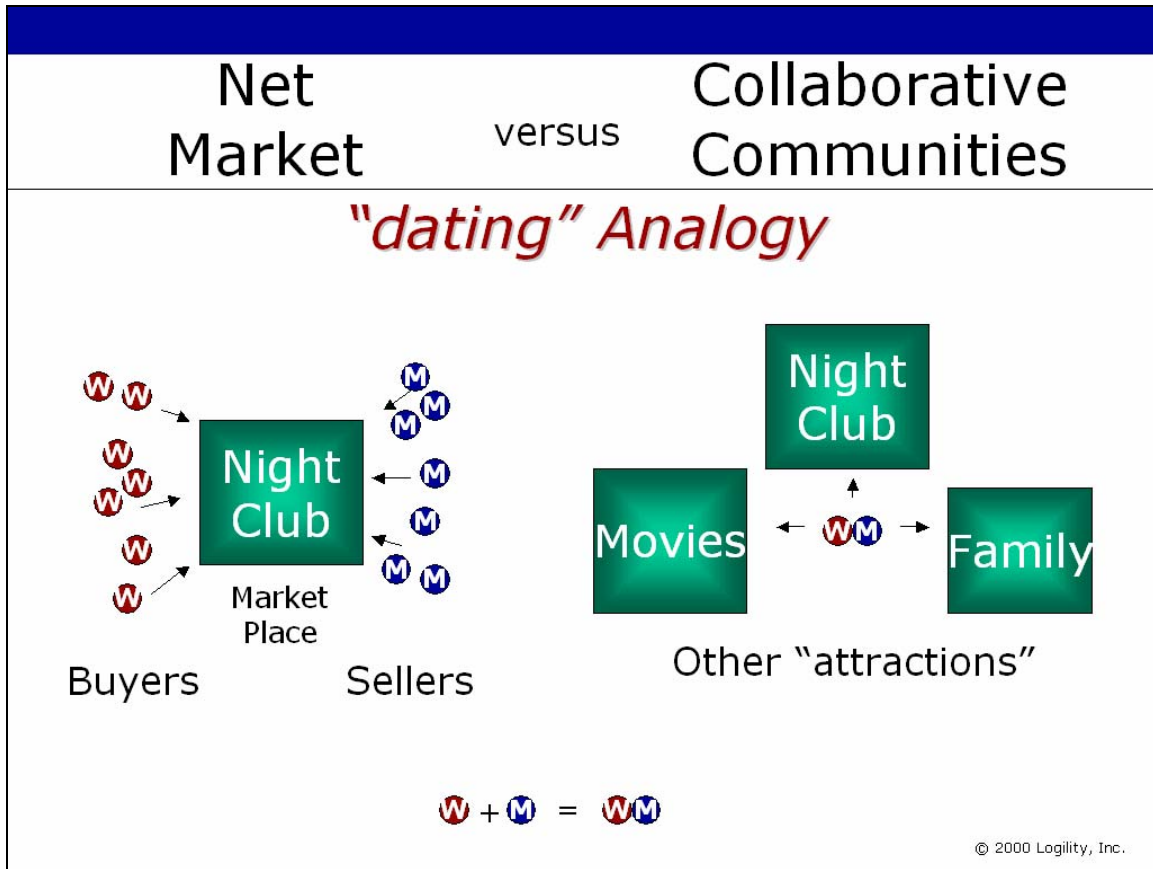 Net
Market
versus
Collaborative
Communities
“dating” Analogy
W
W
W
W
W
W
W
Night
Club
Market
Place
M
M
M
M
M
M
M
Buyers
Sellers
Night
Club
Movies
WM
Family
Other “attractions”
W + M = WM
© 2000 Logility, Inc.